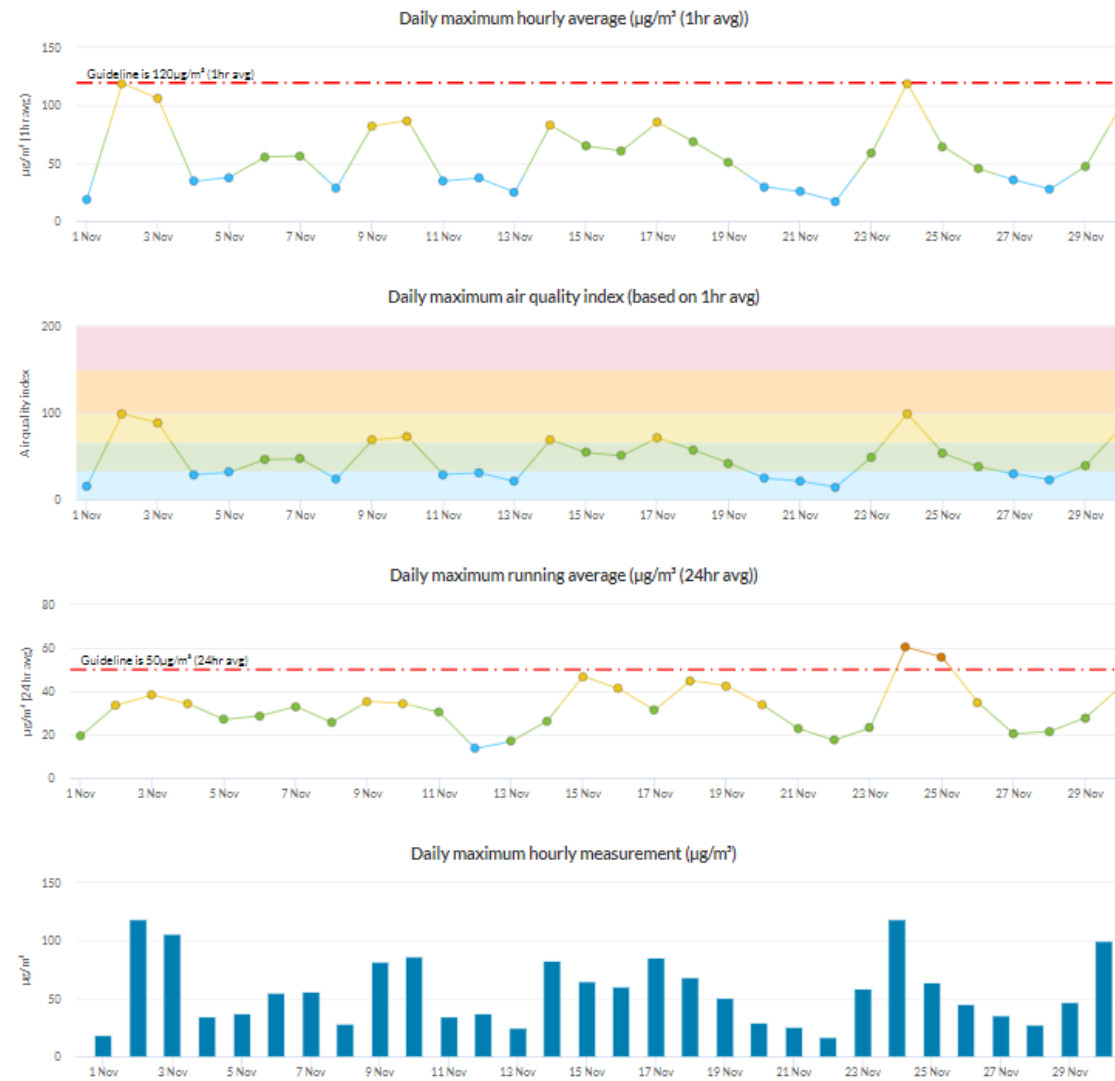 Daily maximum hourly average (µg/m³ (1hr avg))
150
Guideline is 120µg/m³ (1hr avg)
100
50
0
µg/m³ (1hr avg)
1 Nov 3 Nov 5 Nov 7 Nov 9 Nov 11 Nov 13 Nov 15 Nov 17 Nov 19 Nov 21 Nov 23 Nov 25 Nov 27 Nov 29 Nov
Daily maximum air quality index (based on 1hr avg)
200
100
0
Air quality index
1 Nov 3 Nov 5 Nov 7 Nov 9 Nov 11 Nov 13 Nov 15 Nov 17 Nov 19 Nov 21 Nov 23 Nov 25 Nov 27 Nov 29 Nov
Daily maximum running average (µg/m³ (24hr avg))
80
60
Guideline is 50µg/m³ (24hr avg)
40
20
0
µg/m³ (24hr avg)
1 Nov 3 Nov 5 Nov 7 Nov 9 Nov 11 Nov 13 Nov 15 Nov 17 Nov 19 Nov 21 Nov 23 Nov 25 Nov 27 Nov 29 Nov
Daily maximum hourly measurement (µg/m³)
150
100
50
0
µg/m³
1 Nov 3 Nov 5 Nov 7 Nov 9 Nov 11 Nov 13 Nov 15 Nov 17 Nov 19 Nov 21 Nov 23 Nov 25 Nov 27 Nov 29 Nov